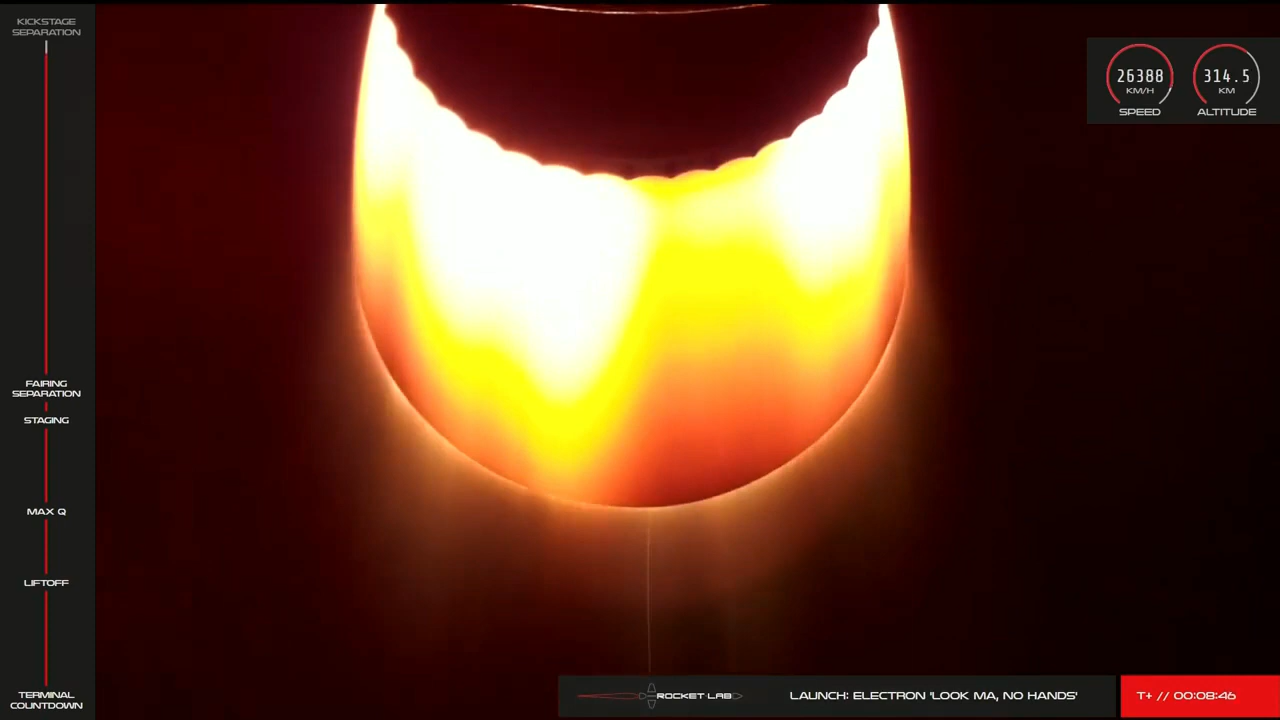 KICKSTAGE
SEPARATION
FAIRING
SEPARATION
STAGING
MAX Q
LIFTOFF
TERMINAL
COUNTDOWN
26388
KM/H
SPEED
314.5
KM
ALTITUDE
ROCKET LAB
LAUNCH: ELECTRON 'LOOK MA, NO HANDS'
T+ // 00:08:46